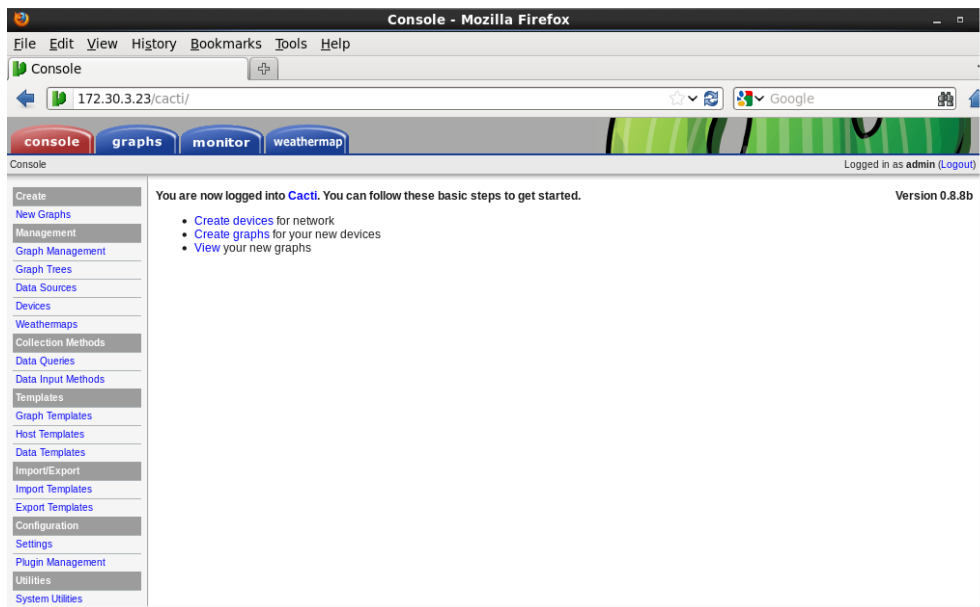 Console - Mozilla Firefox
File Edit View History Bookmarks Tools Help
Console
172.30.3.23/cacti/ Google
console graphs monitor weathermap
Console Logged in as admin (Logout)
Create
New Graphs
Management
Graph Management
Graph Trees
Data Sources
Devices
Weathermaps
Collection Methods
Data Queries
Data Input Methods
Templates
Graph Templates
Host Templates
Data Templates
Import/Export
Import Templates
Export Templates
Configuration
Settings
Plugin Management
Utilities
System Utilities
You are now logged into Cacti. You can follow these basic steps to get started. Version 0.8.8b
• Create devices for network
• Create graphs for your new devices
• View your new graphs